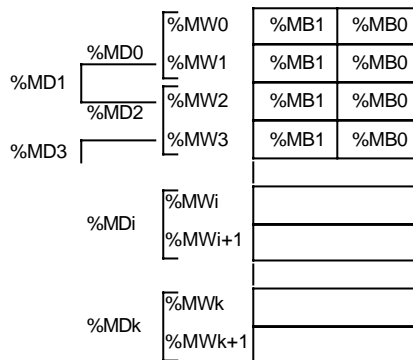 %MW0 %MB1 %MB0
%MD0
%MW1 %MB1 %MB0
%MD1
%MW2 %MB1 %MB0
%MD2
%MW3 %MB1 %MB0
%MD3
%MWi
%MDi
%MWi+1
%MWk
%MDk
%MWk+1